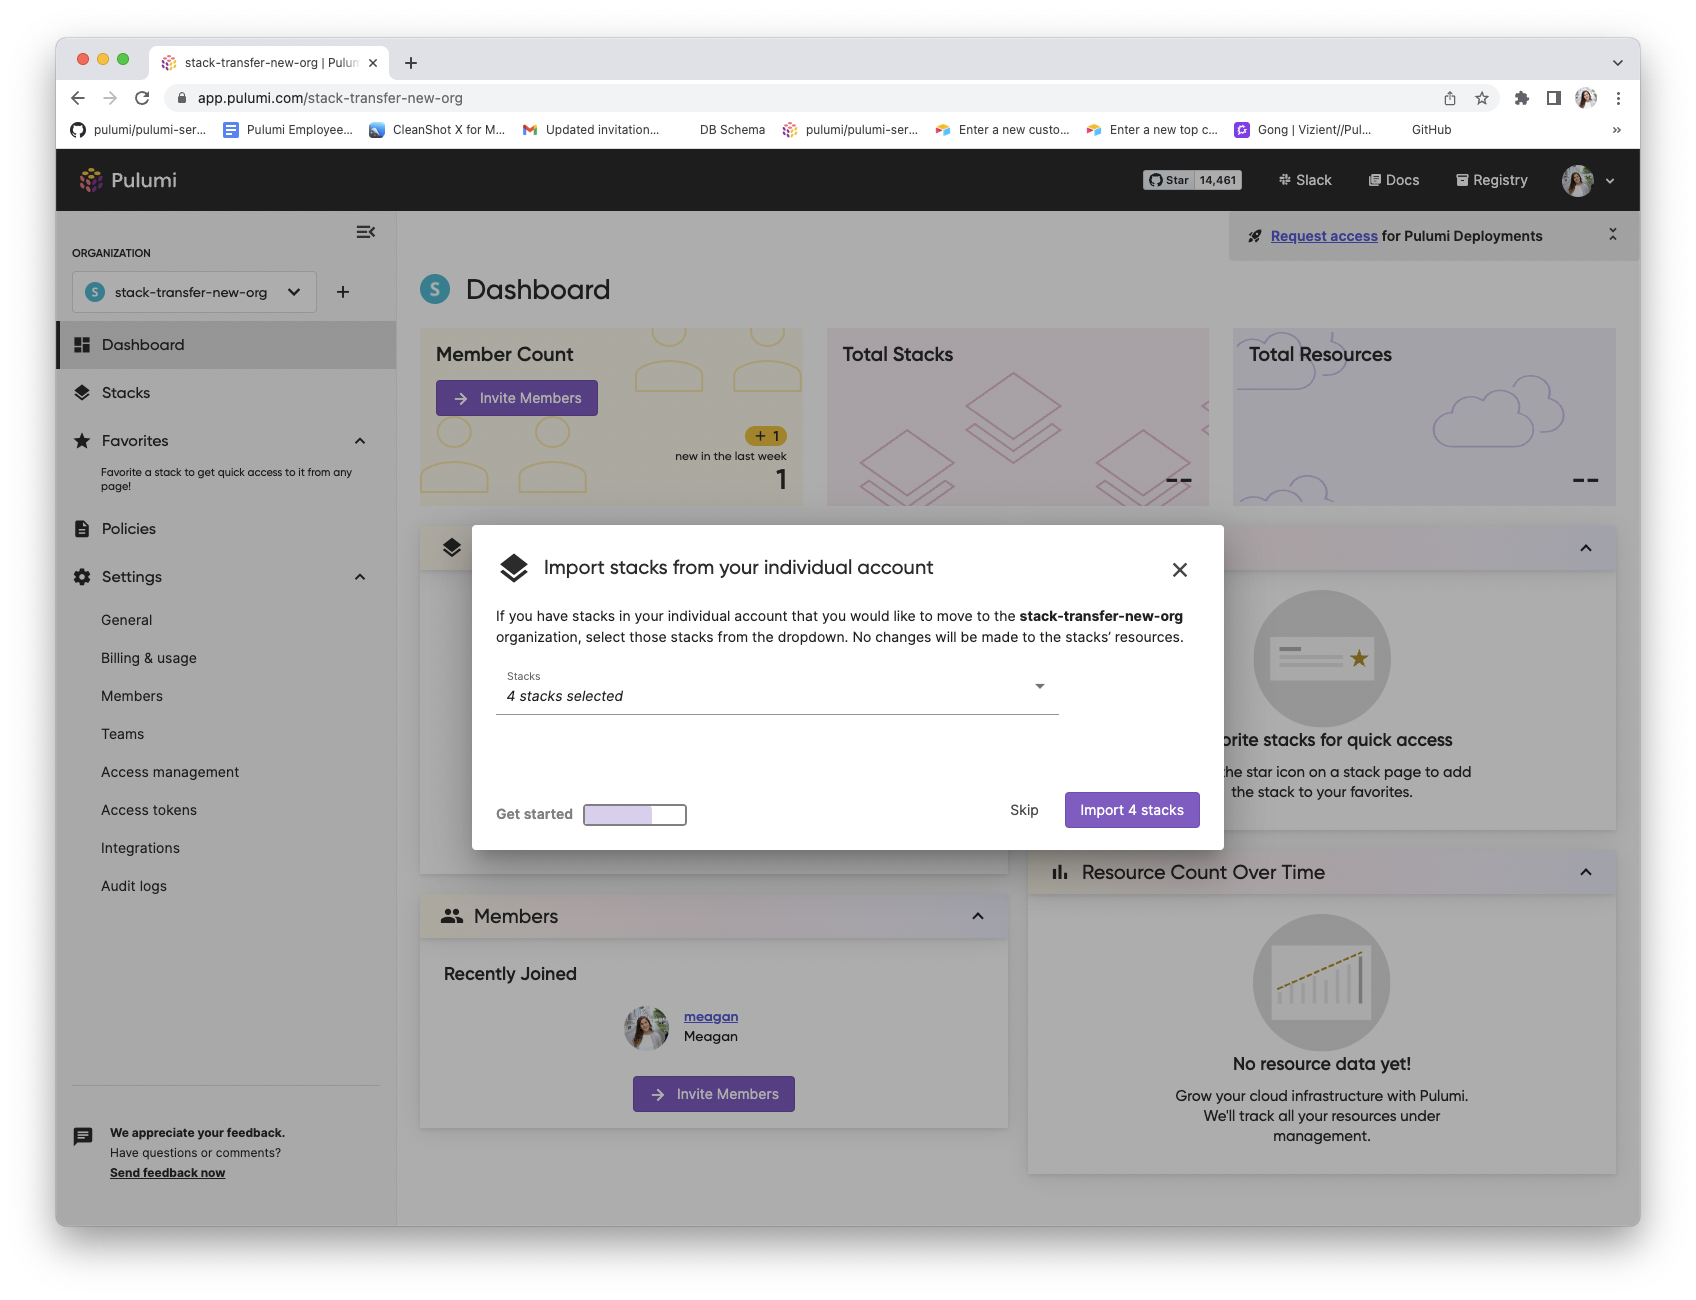 stack-transfer-new-org | Pulum
app.pulumi.com/stack-transfer-new-org
pulumi/pulumi-ser...
Pulumi Employee...
CleanShot X for M...
Updated invitation...
DB Schema
pulumi/pulumi-ser...
Enter a new custo...
Enter a new top c...
Gong | Vizient//Pul...
GitHub
»
Pulumi
Star 14,461
Slack
Docs
Registry
Request access for Pulumi Deployments
ORGANIZATION
S stack-transfer-new-org
Dashboard
Stacks
Favorites
Favorite a stack to get quick access to it from any
page!
Policies
Settings
General
Billing & usage
Members
Teams
Access management
Access tokens
Integrations
Audit logs
We appreciate your feedback.
Have questions or comments?
Send feedback now
S Dashboard
Member Count
Invite Members
+ 1
new in the last week
1
Total Stacks
--
Total Resources
--
Import stacks from your individual account
If you have stacks in your individual account that you would like to move to the stack-transfer-new-org
organization, select those stacks from the dropdown. No changes will be made to the stacks’ resources.
Stacks
4 stacks selected
Get started
Skip
Import 4 stacks
orite stacks for quick access
he star icon on a stack page to add
the stack to your favorites.
Members
Recently Joined
meagan
Meagan
Invite Members
Resource Count Over Time
No resource data yet!
Grow your cloud infrastructure with Pulumi.
We'll track all your resources under
management.